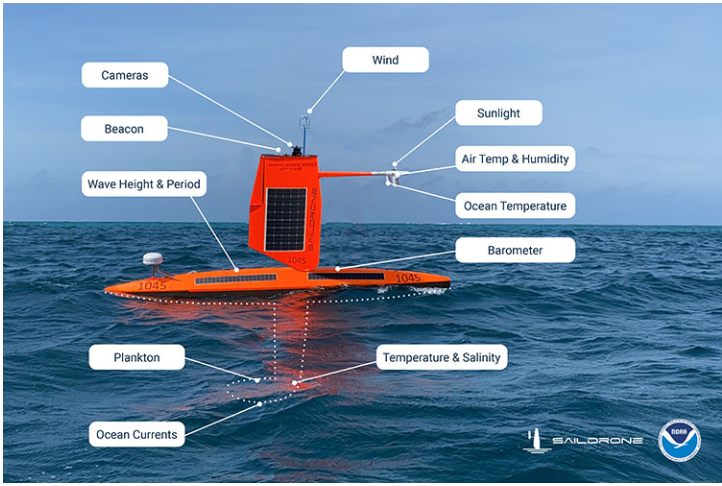 Wind
Cameras
Sunlight
Beacon
Air Temp & Humidity
Wave Height & Period
Ocean Temperature
SAILDRONE
1045
Barometer
1045
1045
Plankton
Temperature & Salinity
Ocean Currents
SAILDRONE
NOAA